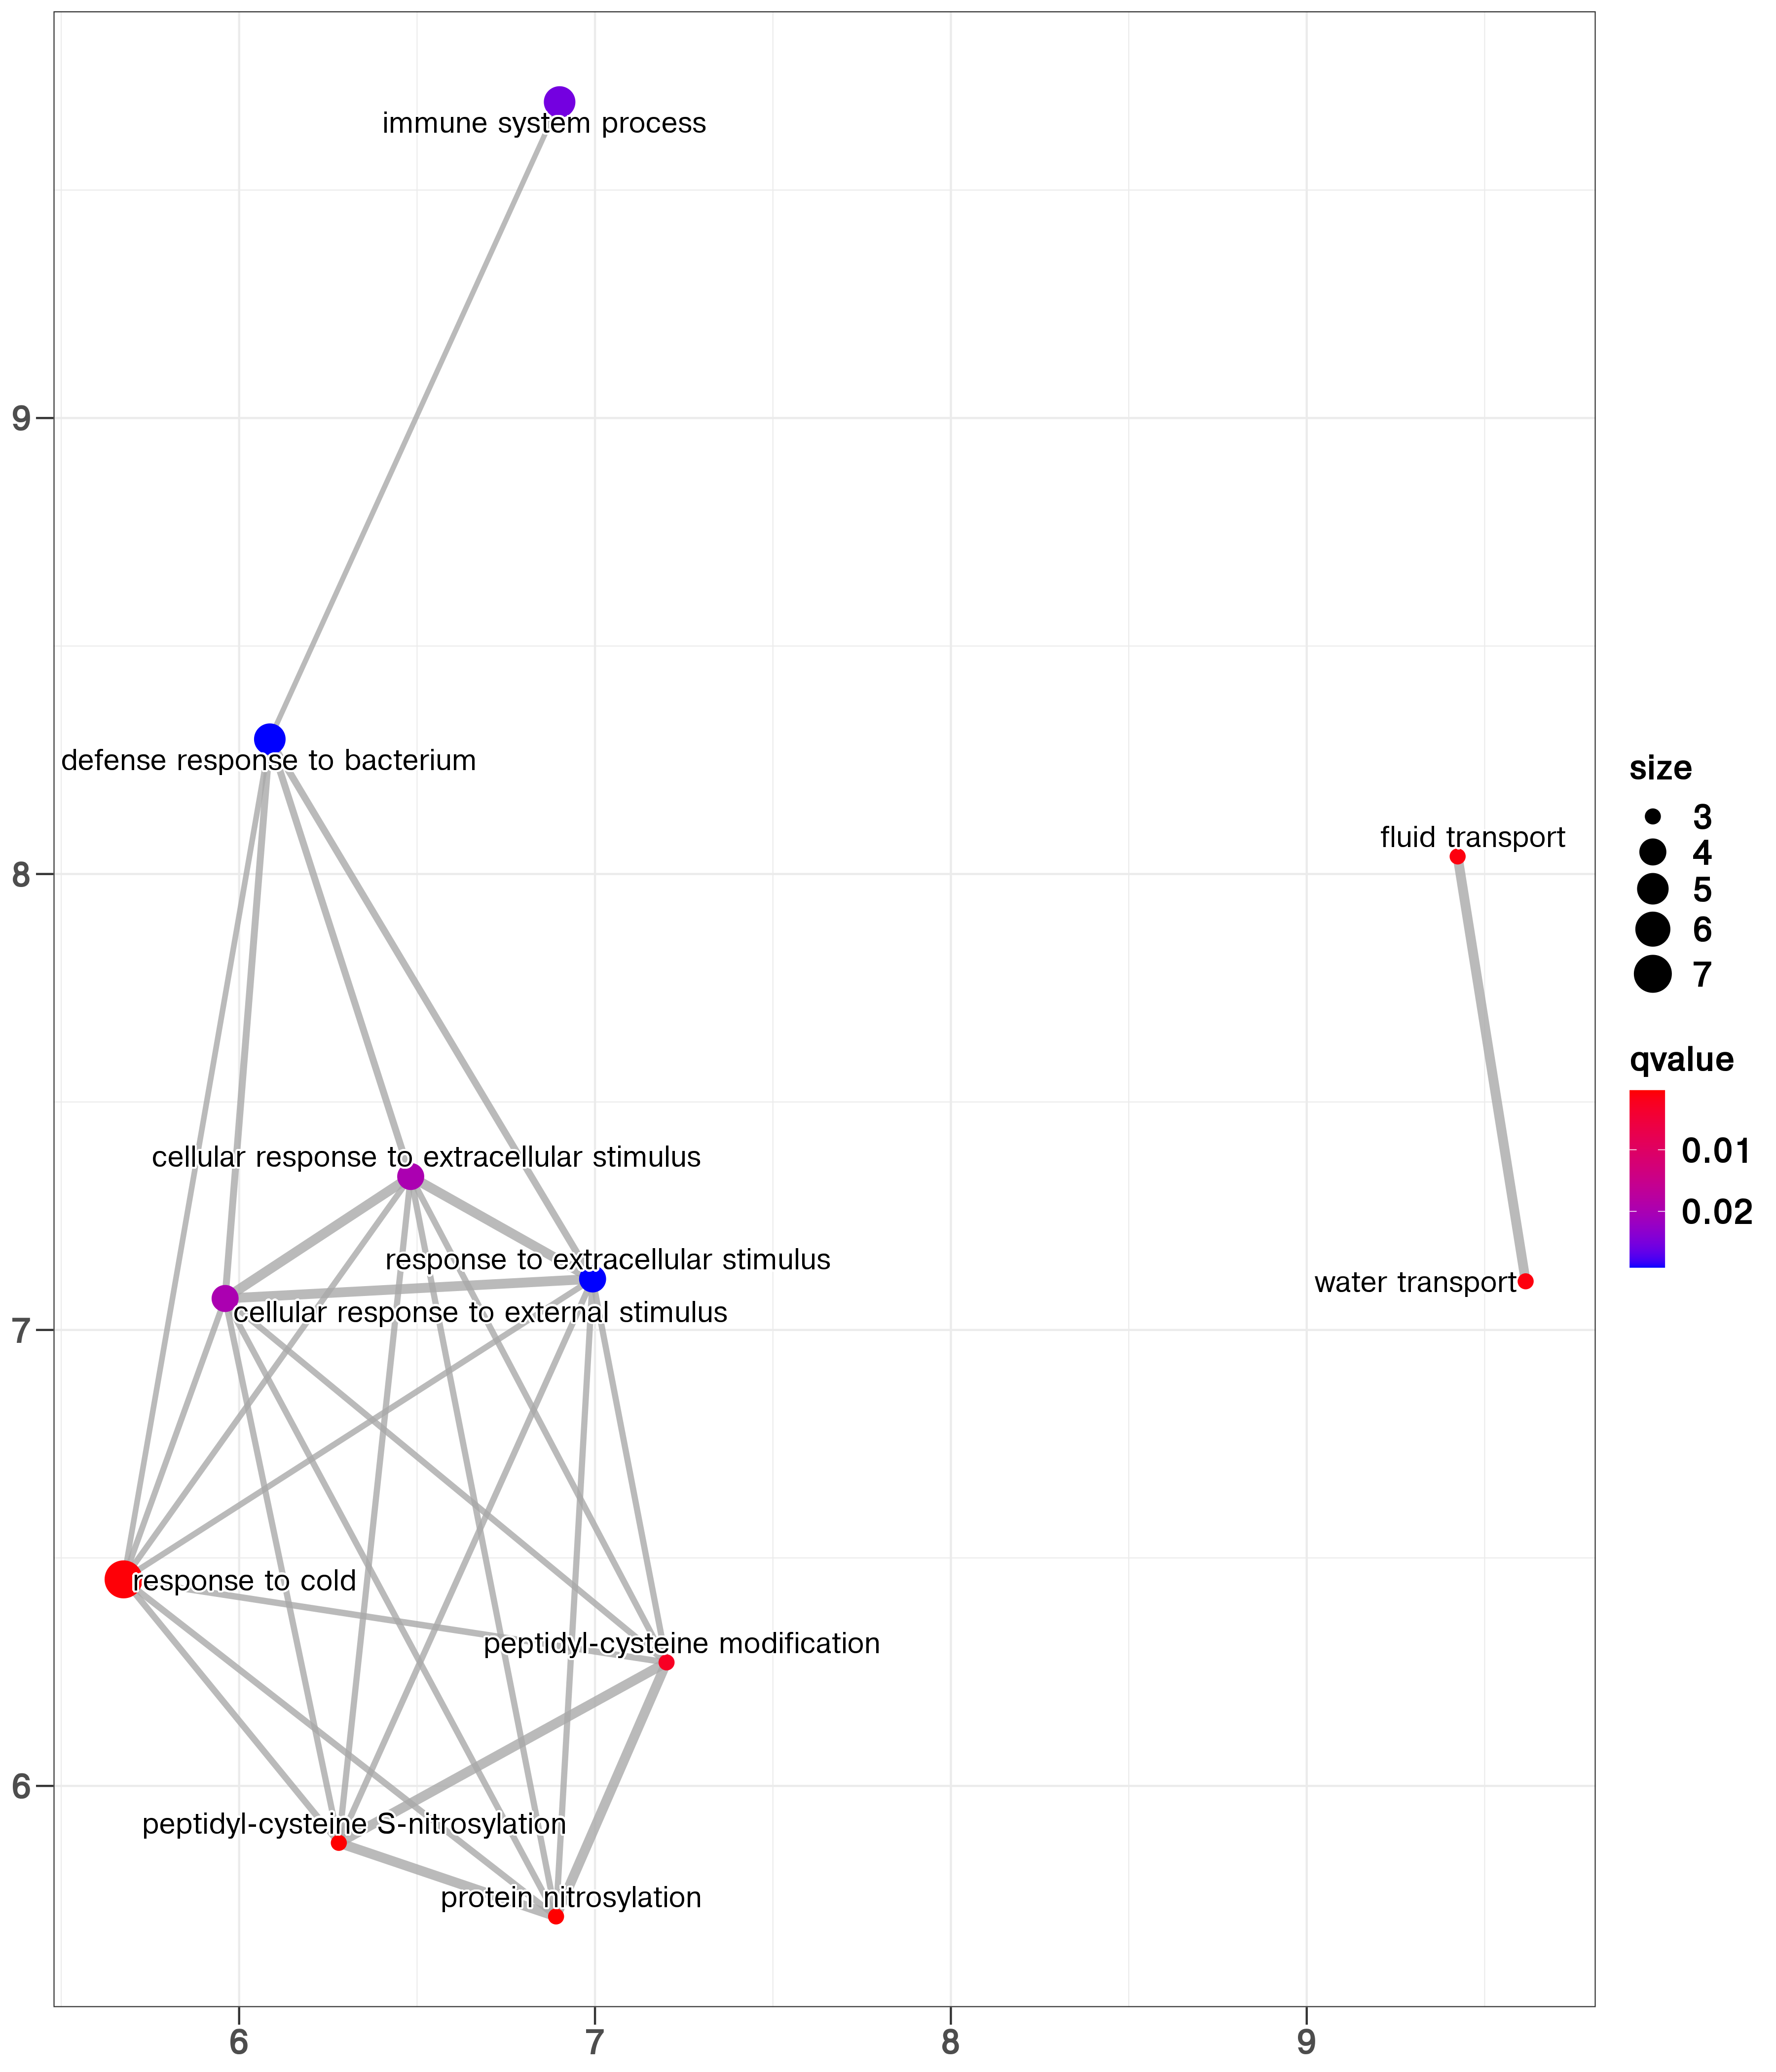 immune system process
9
defense response to bacterium
size
3
fluid transport
4
8
5
6
7
qvalue
0.01
cellular response to extracellular stimulus
0.02
response to extracellular stimulus
water transport
cellular response to external stimulus
7
response to cold
peptidyl-cysteine modification
6
peptidyl-cysteine S-nitrosylation
protein nitrosylation
6 7 8 9